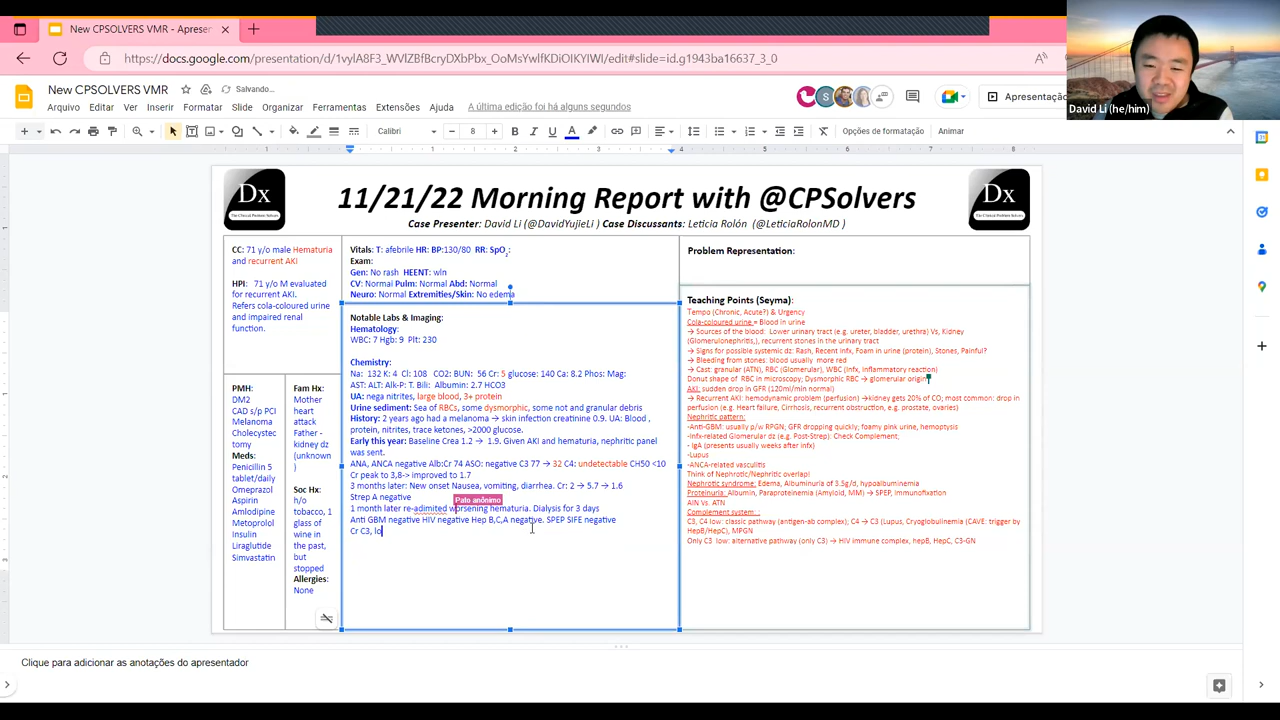 New CPSOLVERS VMR - Apreser
https://docs.google.com/presentation/d/1vylA8F3_WVlZBfBrcryDXbPbx_OoMsYwlfKDiOIKYIWI/edit#slide=id.g1943ba16637_3_0
New CPSOLVERS VMR
Salvando...
Arquivo Editar Ver Inserir Formatar Slide Organizar Ferramentas Extensões Ajuda
A última edição foi há alguns segundos
Apresentação
Calibri
8
Opções de formatação
Animar
David Li (he/him)
Dx
11/21/22 Morning Report with @CPSolvers
Case Presenter: David Li (@DavidYujieLi ) Case Discussants: Letícia Rolón (@LeticiaRolonMD )
Dx
CC: 71 y/o male Hematuria
and recurrent AKI
HPI: 71 y/o M evaluated
for recurrent AKI.
Refers cola-coloured urine
and impaired renal
function.
PMH:
DM2
CAD s/p PCI
Melanoma
Cholecystec
tomy
Meds:
Penicillin 5
tablet/daily
Omeprazol
Aspirin
Amlodipine
Metoprolol
Insulin
Liraglutide
Simvastatin
Fam Hx:
Mother
heart
attack
Father -
kidney dz
(unknown
)
Soc Hx:
h/o
tobacco, 1
glass of
wine in
the past,
but
stopped
Allergies:
None
Vitals: T: afebrile HR: BP:130/80 RR: SpO2:
Exam:
Gen: No rash HEENT: wln
CV: Normal Pulm: Normal Abd: Normal
Neuro: Normal Extremities/Skin: No edema
Notable Labs & Imaging:
Hematology:
WBC: 7 Hgb: 9 Plt: 230
Chemistry:
Na: 132 K: 4 Cl: 108 CO2: BUN: 56 Cr: 5 glucose: 140 Ca: 8.2 Phos: Mag:
AST: ALT: Alk-P: T. Bili: Albumin: 2.7 HCO3
UA: nega nitrites, large blood, 3+ protein
Urine sediment: Sea of RBCs, some dysmorphic, some not and granular debris
History: 2 years ago had a melanoma → skin infection creatinine 0.9. UA: Blood ,
protein, nitrites, trace ketones, >2000 glucose.
Early this year: Baseline Crea 1.2 → 1.9. Given AKI and hematuria, nephritic panel
was sent.
ANA, ANCA negative Alb:Cr 74 ASO: negative C3 77 → 32 C4: undetectable CH50 <10
Cr peak to 3,8-> improved to 1.7
3 months later: New onset Nausea, vomiting, diarrhea. Cr: 2 → 5.7 → 1.6
Strep A negative
Pato anônimo
1 month later re-adimited worsening hematuria. Dialysis for 3 days
Anti GBM negative HIV negative Hep B,C,A negative. SPEP SIFE negative
Cr C3, lo
Problem Representation:
Teaching Points (Seyma):
Tempo (Chronic, Acute?) & Urgency
Cola-coloured urine = Blood in urine
→ Sources of the blood: Lower urinary tract (e.g. ureter, bladder, urethra) Vs, Kidney
(Glomerulonephritis,), recurrent stones in the urinary tract
→ Signs for possible systemic dz: Rash, Recent Infx, Foam in urine (protein), Stones, Painful?
→ Bleeding from stones: blood usually more red
→ Cast: granular (ATN), RBC (Glomerular), WBC (Infx, Inflammatory reaction)
Donut shape of RBC in microscopy; Dysmorphic RBC → glomerular origin
AKI: sudden drop in GFR (120ml/min normal)
→ Recurrent AKI: hemodynamic problem (perfusion) →kidney gets 20% of CO; most common: drop in
perfusion (e.g. Heart failure, Cirrhosis, recurrent obstruction, e.g. prostate, ovaries)
Nephritic pattern:
-Anti-GBM: usually p/w RPGN; GFR dropping quickly; foamy pink urine, hemoptysis
-Infx-related Glomerular dz (e.g. Post-Strep): Check Complement,
- IgA (presents usually weeks after infx)
-Lupus
-ANCA-related vasculitis
Think of Nephrotic/Nephritic overlap!
Nephrotic syndrome: Edema, Albuminuria of 3.5g/d, hypoalbuminemia
Proteinuria: Albumin, Paraproteinemia (Amyloid, MM) → SPEP, Immunofixation
AIN Vs. ATN
Complement system :
C3, C4 low: classic pathway (antigen-ab complex); C4 → C3 (Lupus, Cryoglobulinemia (CAVE: trigger by
HepB/HepC), MPGN
Only C3 low: alternative pathway (only C3) → HIV immune complex, hepB, HepC, C3-GN
Clique para adicionar as anotações do apresentador